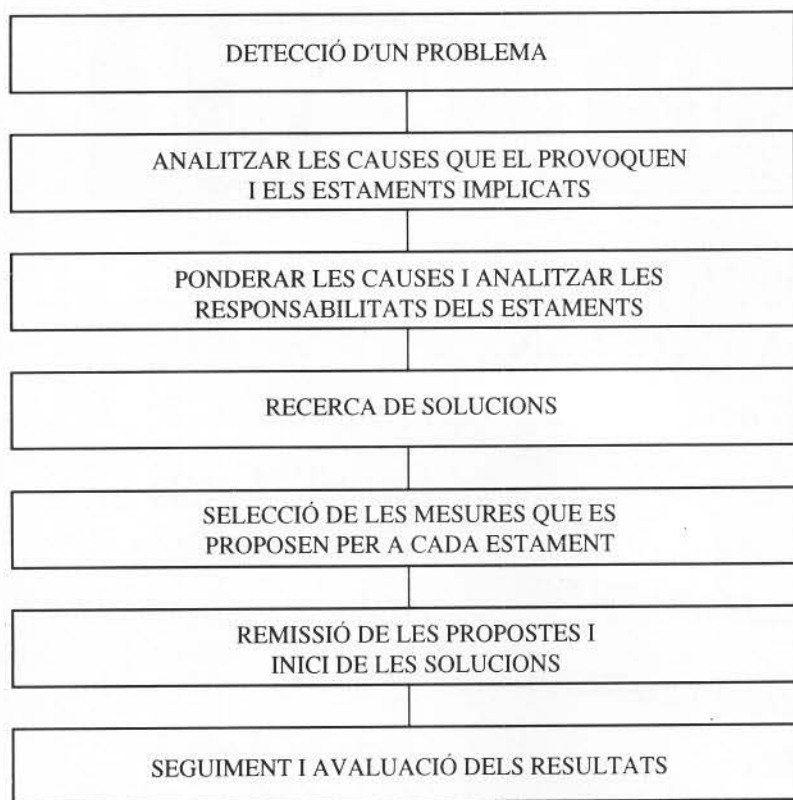 DETECCIÓ D'UN PROBLEMA
ANALITZAR LES CAUSES QUE EL PROVOQUEN
I ELS ESTAMENTS IMPLICATS
PONDERAR LES CAUSES I ANALITZAR LES
RESPONSABILITATS DELS ESTAMENTS
RECERCA DE SOLUCIONS
SELECCIÓ DE LES MESURES QUE ES
PROPOSEN PER A CADA ESTAMENT
REMISSIÓ DE LES PROPOSTES I
INICI DE LES SOLUCIONS
SEGUIMENT I AVALUACIÓ DELS RESULTATS